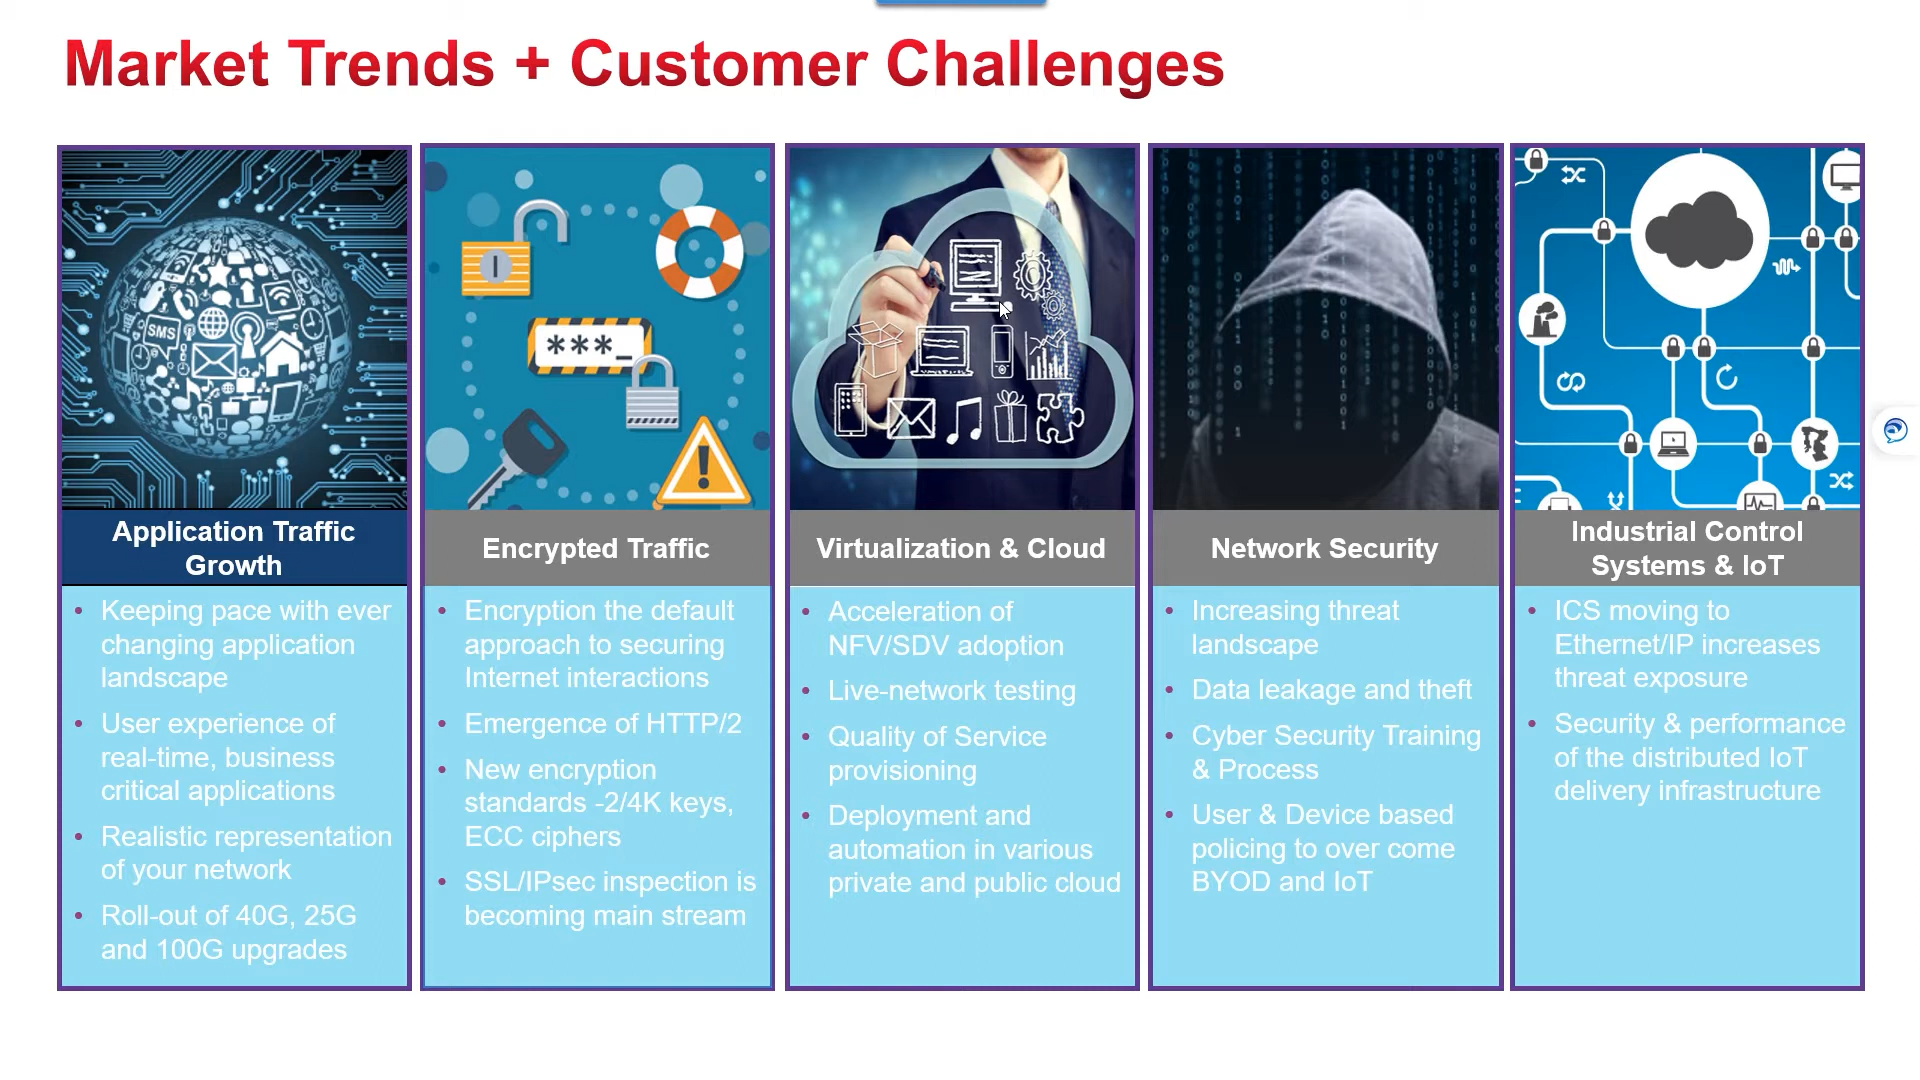 Market Trends + Customer Challenges
SMS
***_
Application Traffic
Growth
• Keeping pace with ever
changing application
landscape
• User experience of
real-time, business
critical applications
• Realistic representation
of your network
• Roll-out of 40G, 25G
and 100G upgrades
Encrypted Traffic
• Encryption the default
approach to securing
Internet interactions
• Emergence of HTTP/2
• New encryption
standards -2/4K keys,
ECC ciphers
• SSL/IPsec inspection is
becoming main stream
Virtualization & Cloud
• Acceleration of
NFV/SDV adoption
• Live-network testing
• Quality of Service
provisioning
• Deployment and
automation in various
private and public cloud
Network Security
• Increasing threat
landscape
• Data leakage and theft
• Cyber Security Training
& Process
• User & Device based
policing to over come
BYOD and IoT
Industrial Control
Systems & IoT
• ICS moving to
Ethernet/IP increases
threat exposure
• Security & performance
of the distributed IoT
delivery infrastructure